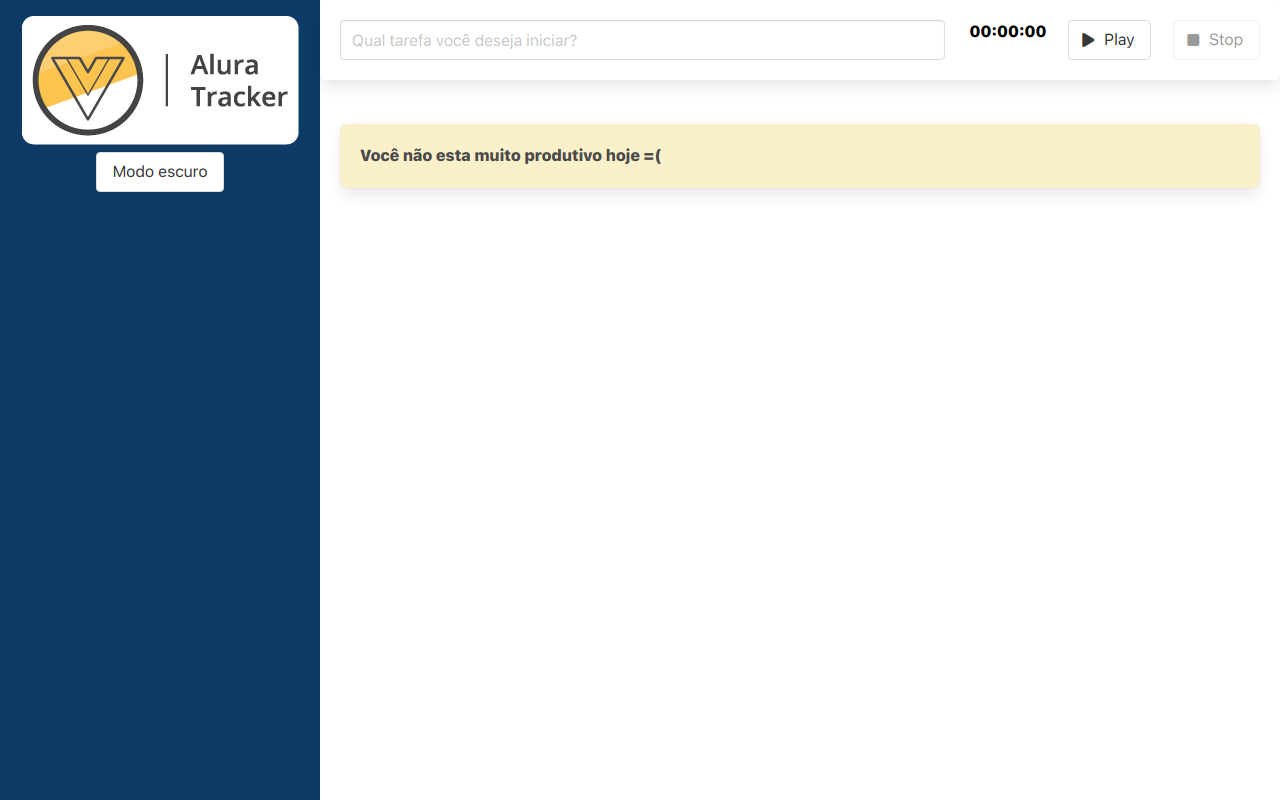 Alura
Tracker
Modo escuro
Qual tarefa você deseja iniciar?
00:00:00
Play
Stop
Você não esta muito produtivo hoje =(